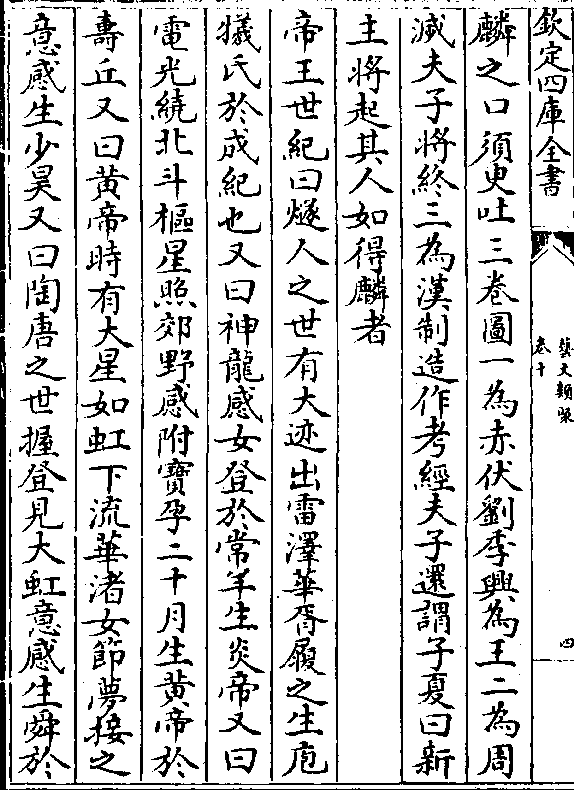 欽定四庫全書
藝文類聚
卷十
四
麟之口須臾吐三卷圖一為赤伏劉季興為王二為周
滅夫子將終三為漢制造作考經夫子還謂子夏曰新
主將起其人如得麟者
帝王世紀曰燧人之世有大迹出雷澤華胥履之生庖
犧氏於成紀也又曰神龍感女登於常羊生炎帝又曰
電光繞北斗樞星照郊野感附寶孕二十月生黃帝於
壽丘又曰黃帝時有大星如虹下流華渚女節夢接之
意感生少昊又曰陶唐之世握登見大虹意感生舜於